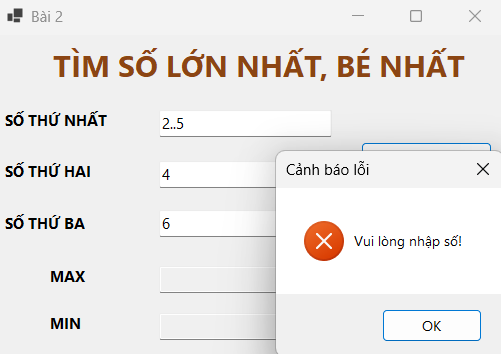 Bài 2
TÌM SỐ LỚN NHẤT, BÉ NHẤT
SỐ THỨ NHẤT
2..5
SỐ THỨ HAI
4
SỐ THỨ BA
6
MAX
MIN
Cảnh báo lỗi
Vui lòng nhập số!
OK